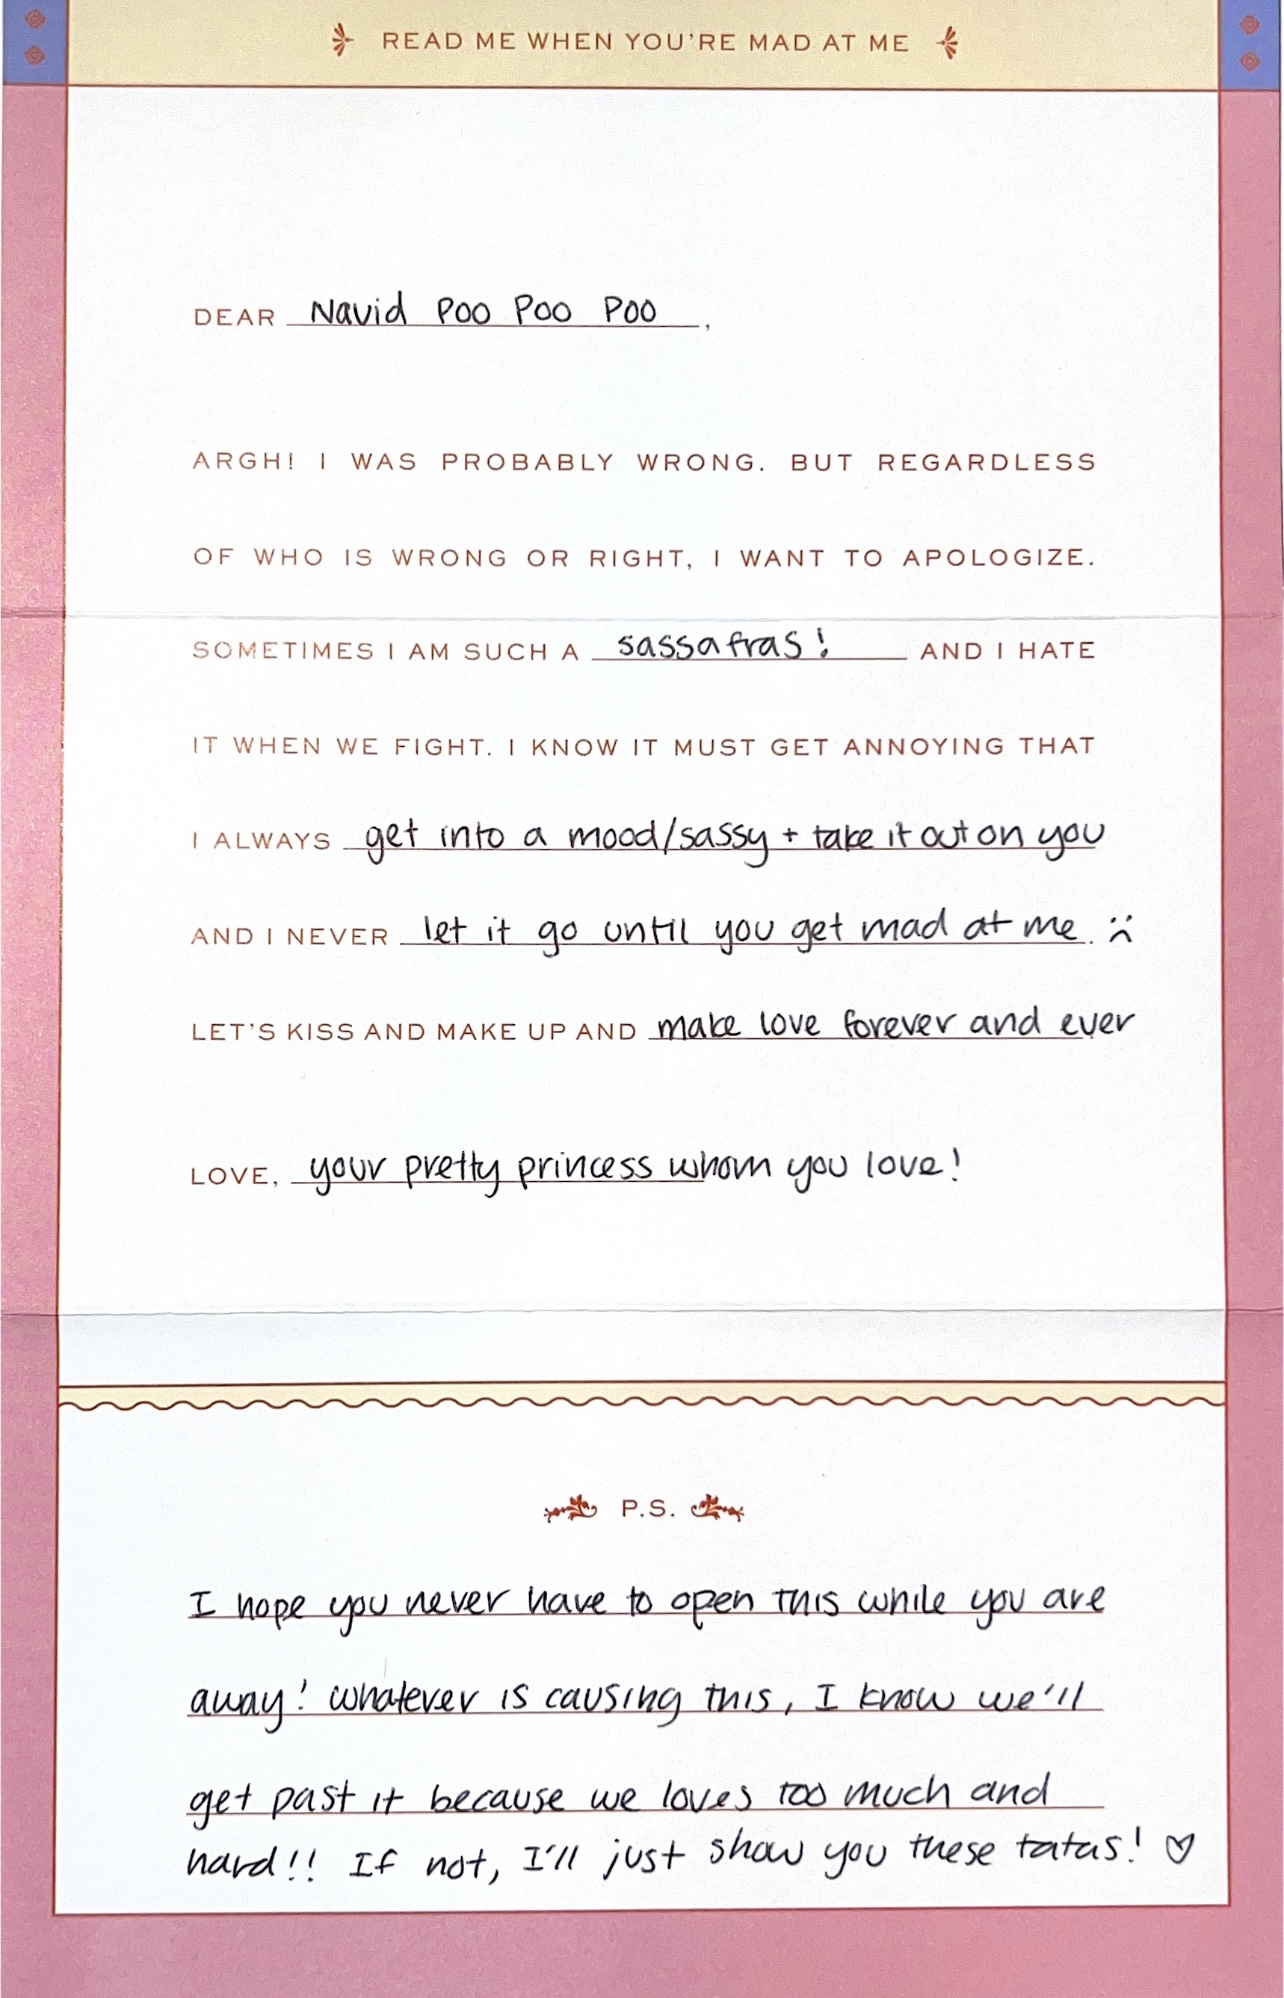 READ ME WHEN YOU'RE MAD AT ME
DEAR Navid Poo Poo Poo,
ARGH! I WAS PROBABLY WRONG. BUT REGARDLESS
OF WHO IS WRONG OR RIGHT, I WANT TO APOLOGIZE.
SOMETIMES I AM SUCH A sassafras! AND I HATE
IT WHEN WE FIGHT. I KNOW IT MUST GET ANNOYING THAT
I ALWAYS get into a mood/sassy + take it out on you
AND I NEVER let it go until you get mad at me. :(
LET'S KISS AND MAKE UP AND make love forever and ever.
LOVE, your pretty princess whom you love!
P.S.
I hope you never have to open this while you are
away! Whatever is causing this, I know we'll
get past it because we loves too much and
hard!! If not, I'll just show you these tatas! ♡